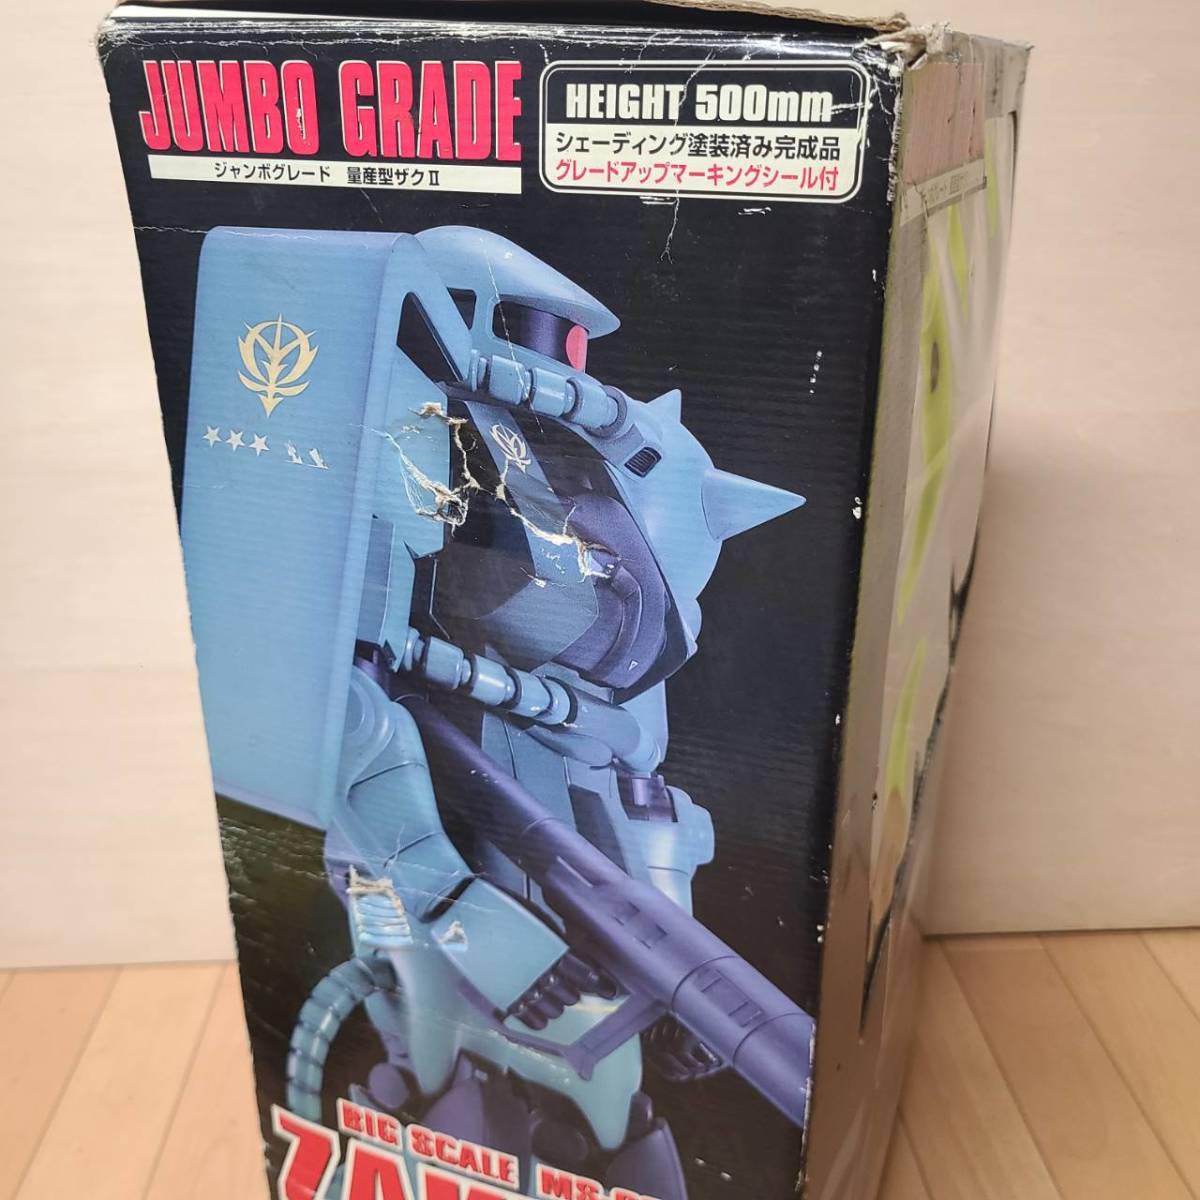 JUMBO GRADE
ジャンボグレード 量産型ザクⅡ
HEIGHT 500mm
シェーディング塗装済み完成品
グレードアップマーキングシール付
BIG SCALE